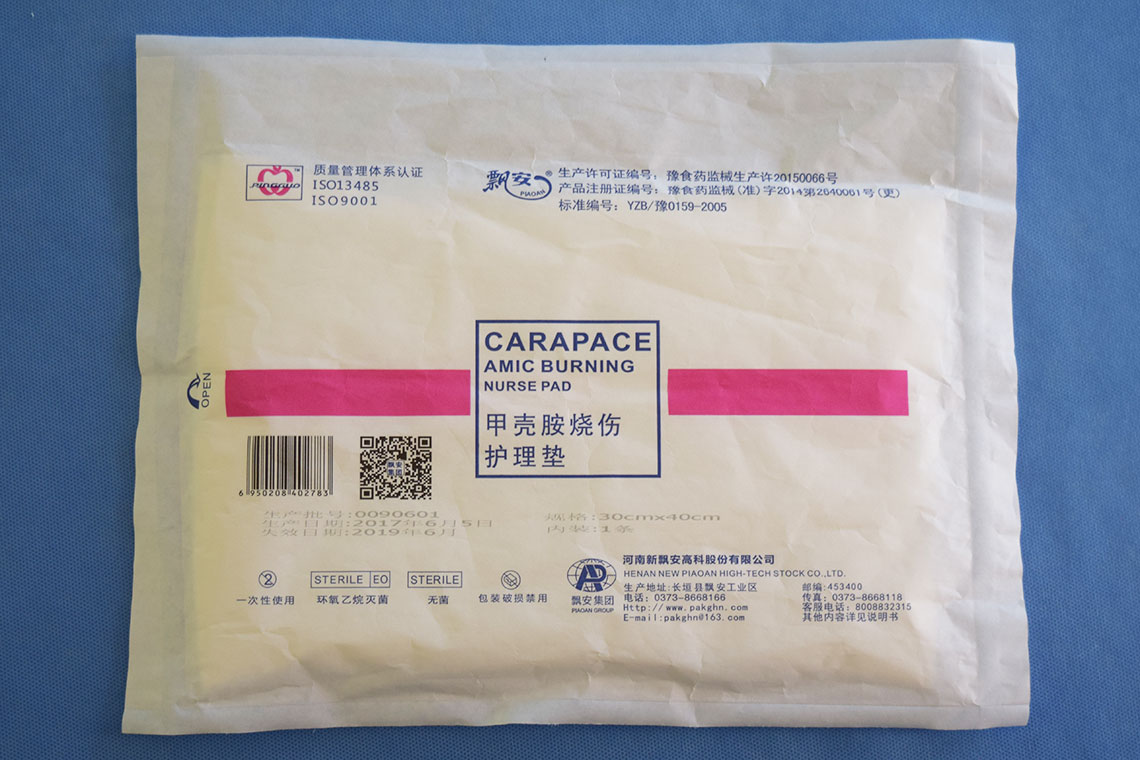 PINGGUO™
质量管理体系认证
ISO13485
ISO9001
飘安®
PIAOAN
生产许可证编号：豫食药监械生产许20150066号
产品注册证编号：豫食药监械(准)字2014第2640061号(更)
标准编号：YZB/豫0159-2005
CARAPACE
AMIC BURNING
NURSE PAD
甲壳胺烧伤
护理垫
OPEN
6 950208 402783
飘安
集团
生产批号:0090601
生产日期:2017年6月5日
失效日期:2019年6月
规格:30cmx40cm
内装:1条
2
一次性使用
STERILE EO
环氧乙烷灭菌
STERILE
无菌
包装破损禁用
AP
飘安集团
PIAOAN GROUP
河南新飘安高科股份有限公司
HENAN NEW PIAOAN HIGH-TECH STOCK CO.,LTD.
生产地址:长垣县飘安工业区
电话: 0373-8668166
Http://www.pakghn.com
E-mail:pakghn@163.com
邮编:453400
传真: 0373-8668118
客服电话: 8008832315
其他内容详见说明书